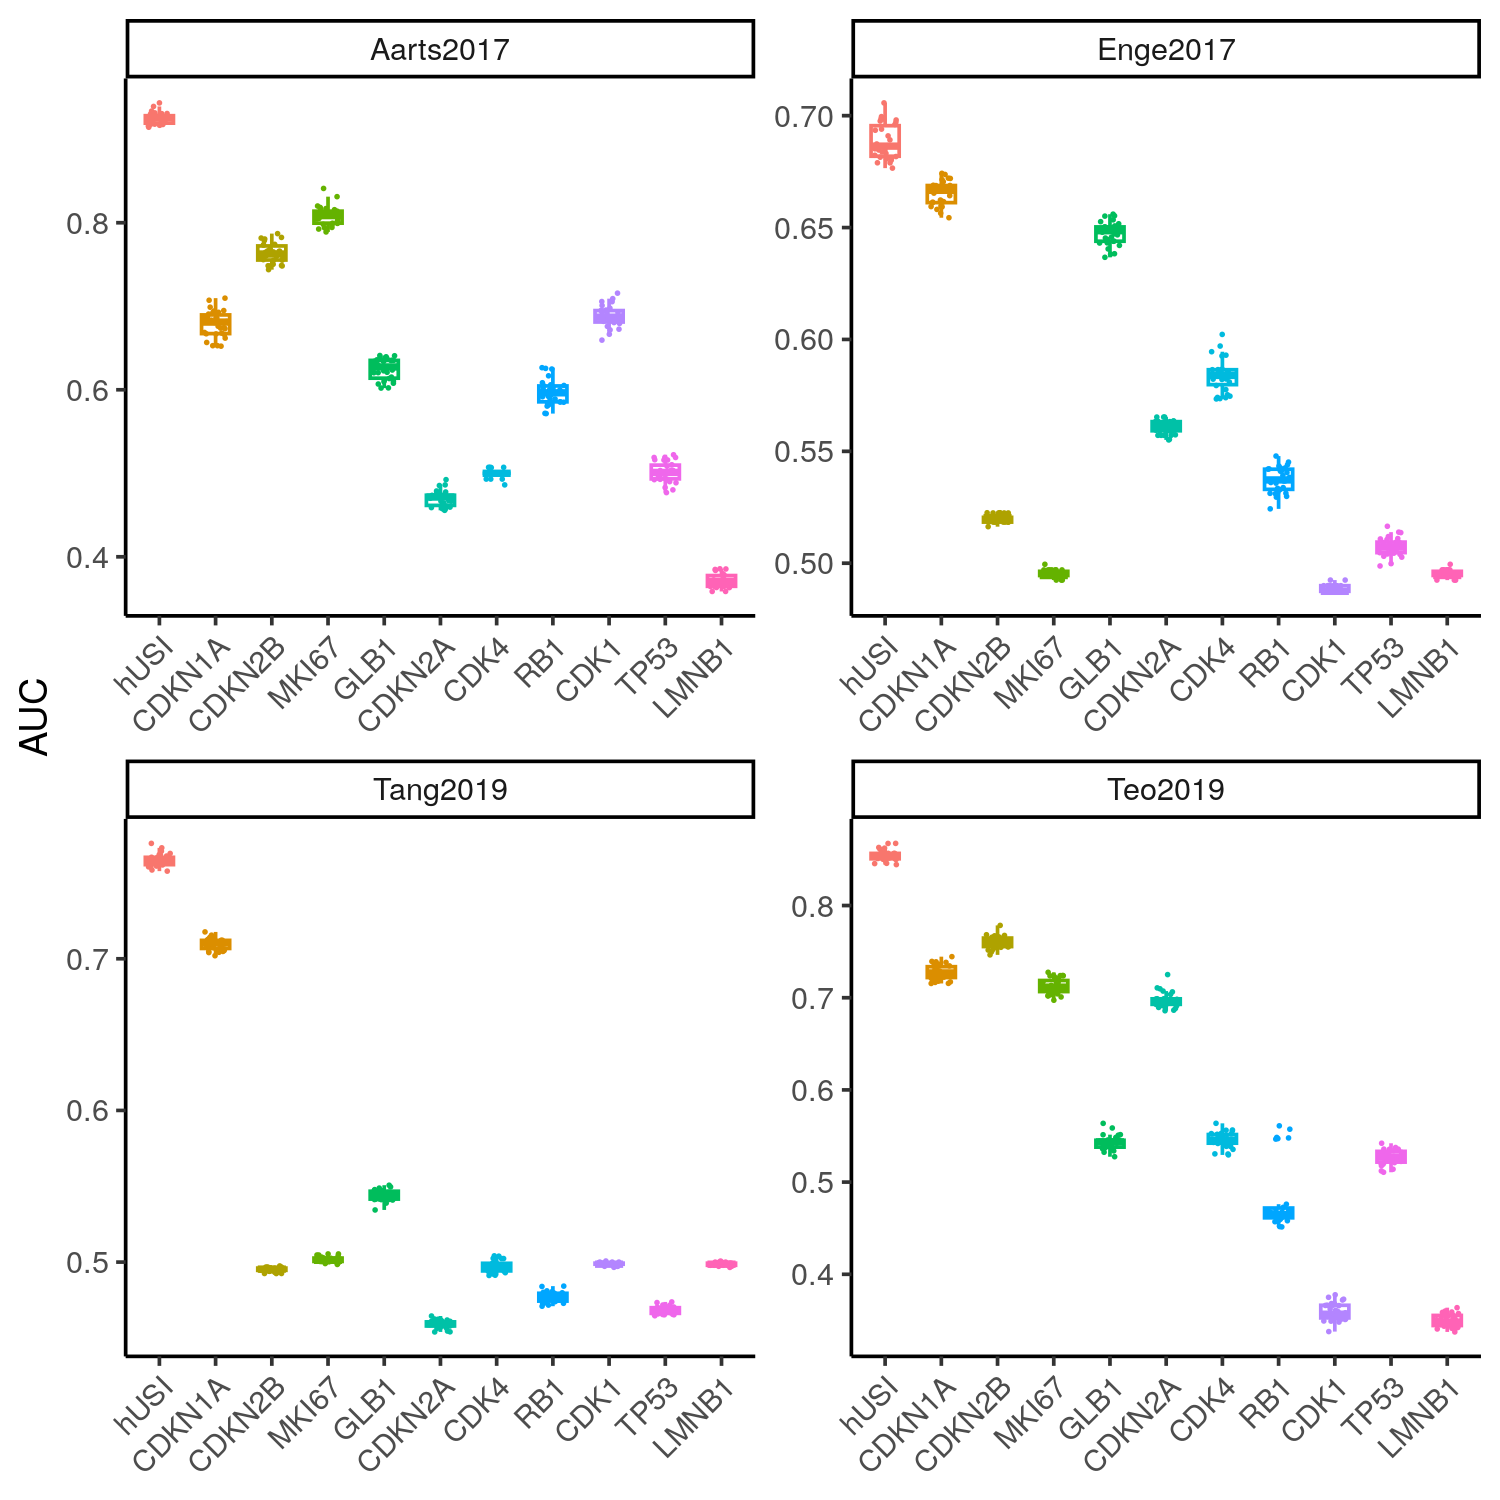 Aarts2017
Enge2017
0.8
0.6
0.4
0.70
0.65
0.60
0.55
0.50
hUSI CDKN1A CDKN2B MKI67 GLB1 CDKN2A CDK4 RB1 CDK1 TP53 LMNB1
hUSI CDKN1A CDKN2B MKI67 GLB1 CDKN2A CDK4 RB1 CDK1 TP53 LMNB1
AUC
Tang2019
Teo2019
0.7
0.6
0.5
0.8
0.7
0.6
0.5
0.4
hUSI CDKN1A CDKN2B MKI67 GLB1 CDKN2A CDK4 RB1 CDK1 TP53 LMNB1
hUSI CDKN1A CDKN2B MKI67 GLB1 CDKN2A CDK4 RB1 CDK1 TP53 LMNB1